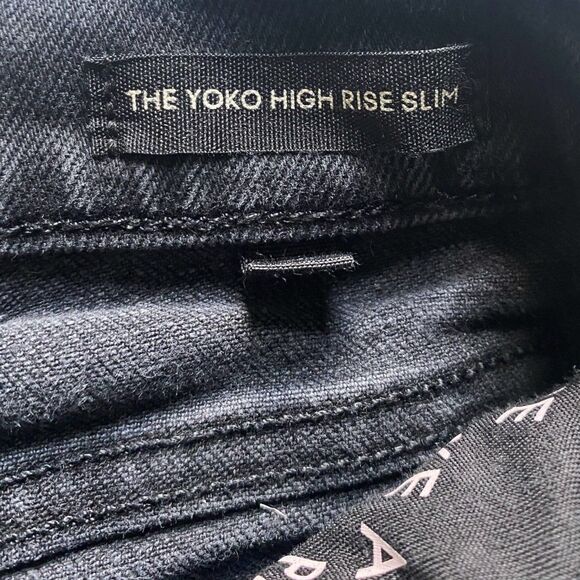 THE YOKO HIGH RISE SLIM